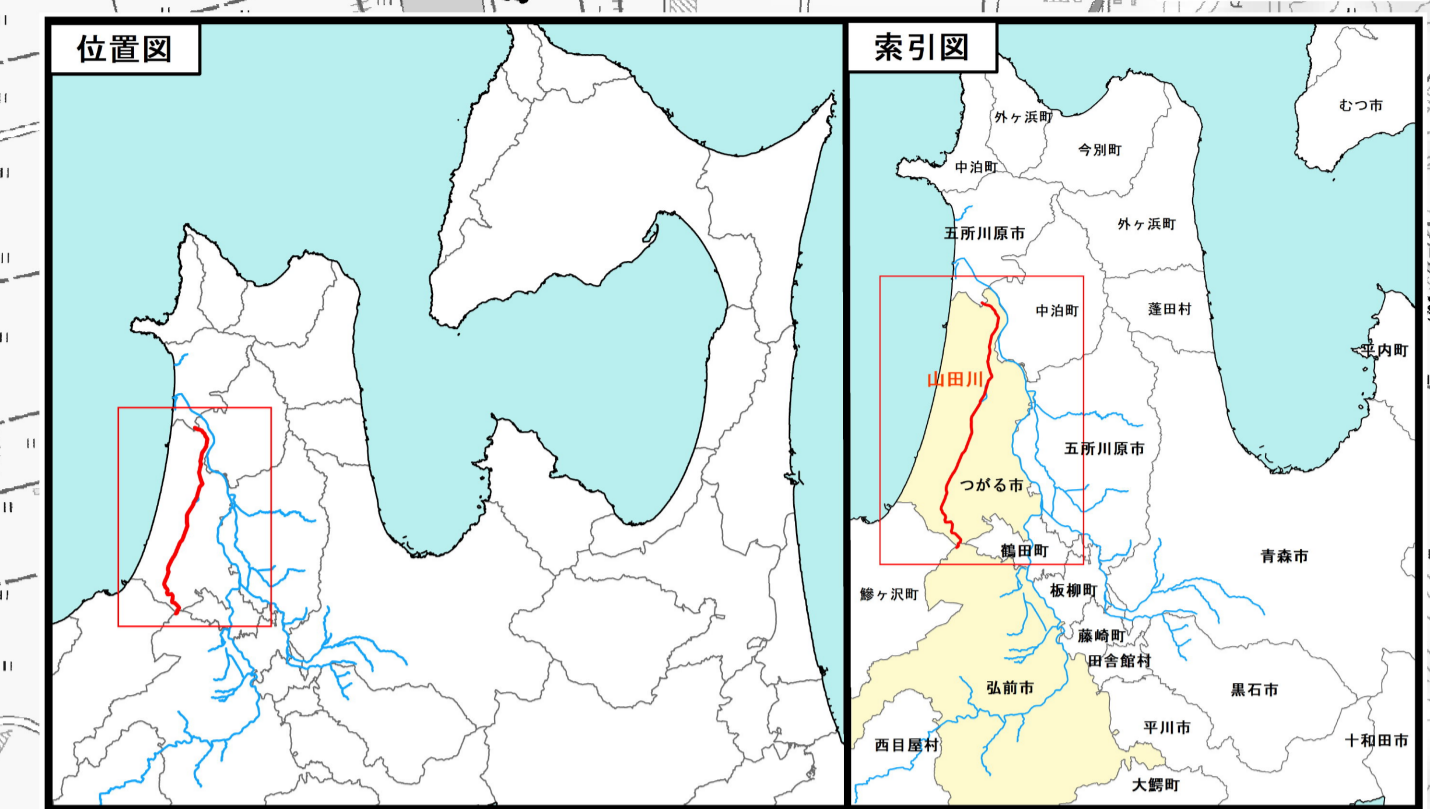 位置図
索引図
むつ市
外ヶ浜町
今別町
中泊町
外ヶ浜町
五所川原市
中泊町
蓬田村
平内町
山田川
五所川原市
つがる市
鶴田町
青森市
鰺ヶ沢町
板柳町
藤崎町
田舎館村
弘前市
黒石市
平川市
西目屋村
十和田市
大鰐町